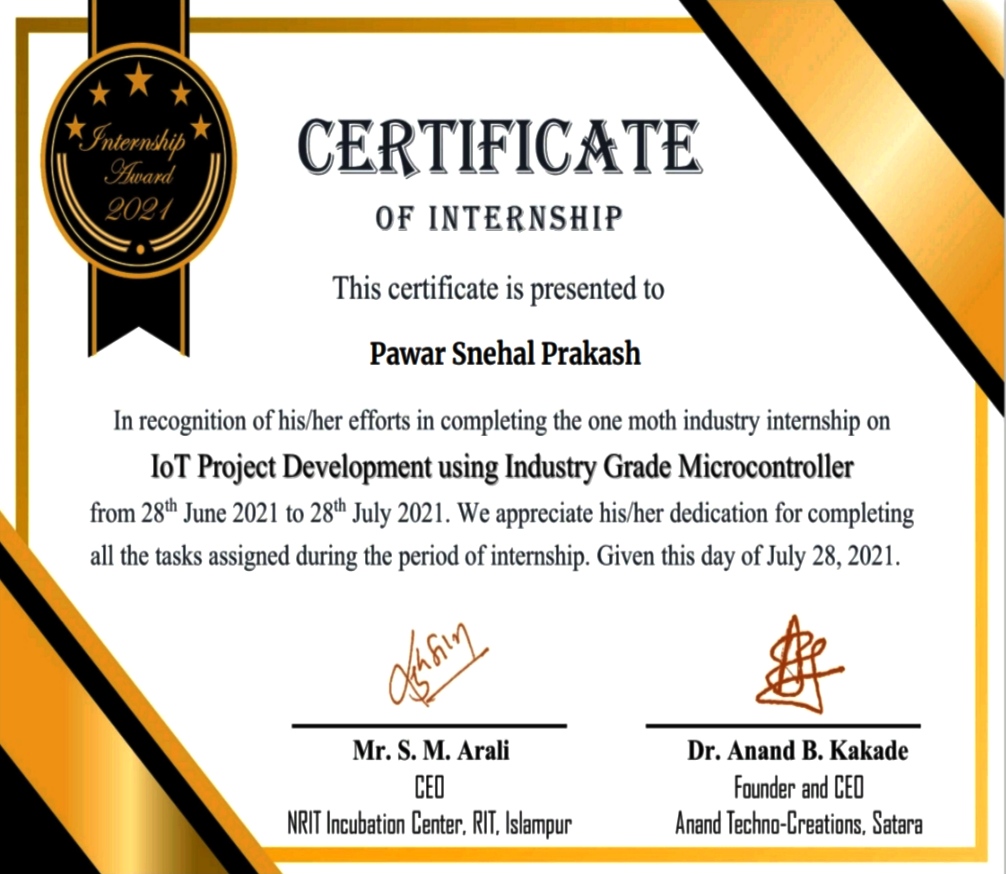 Internship
Award
2021
CERTIFICATE
OF INTERNSHIP
This certificate is presented to
Pawar Snehal Prakash
In recognition of his/her efforts in completing the one moth industry internship on
IoT Project Development using Industry Grade Microcontroller
from 28th June 2021 to 28th July 2021. We appreciate his/her dedication for completing
all the tasks assigned during the period of internship. Given this day of July 28, 2021.
Mr. S. M. Arali
CEO
NRIT Incubation Center, RIT, Islampur
Dr. Anand B. Kakade
Founder and CEO
Anand Techno-Creations, Satara